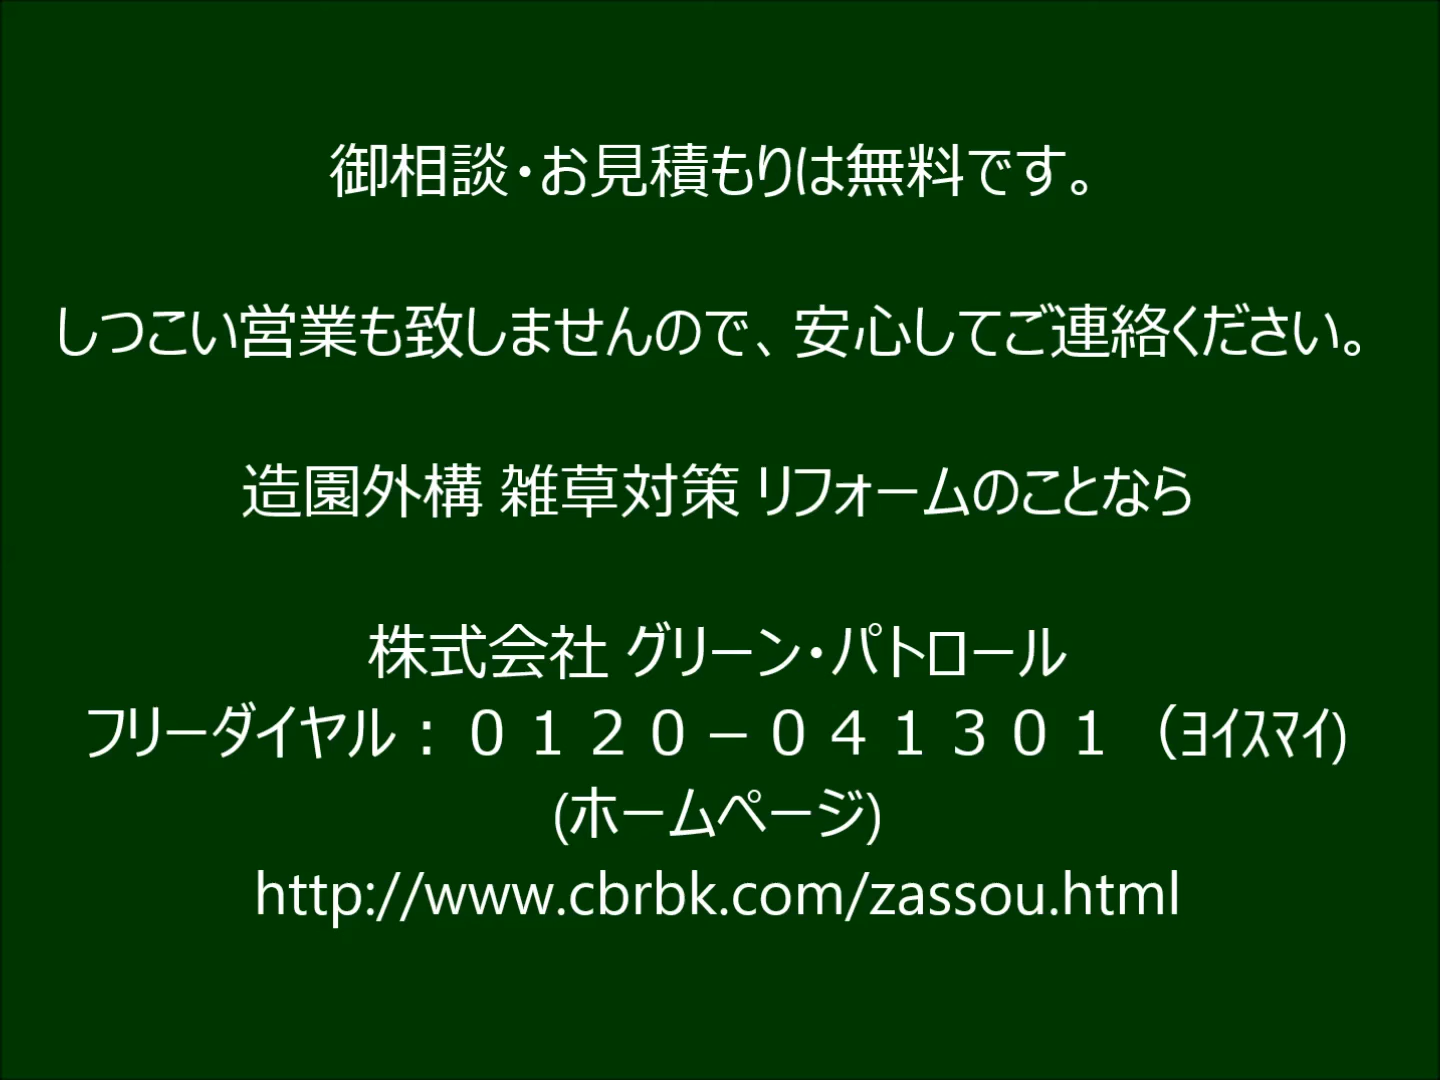 御相談・お見積もりは無料です。
しつこい営業も致しませんので、安心してご連絡ください。
造園外構 雑草対策 リフォームのことなら
株式会社 グリーン・パトロール
フリーダイヤル：０１２０－０４１３０１（ﾖｲｽﾏｲ)
(ホームページ)
http://www.cbrbk.com/zassou.html